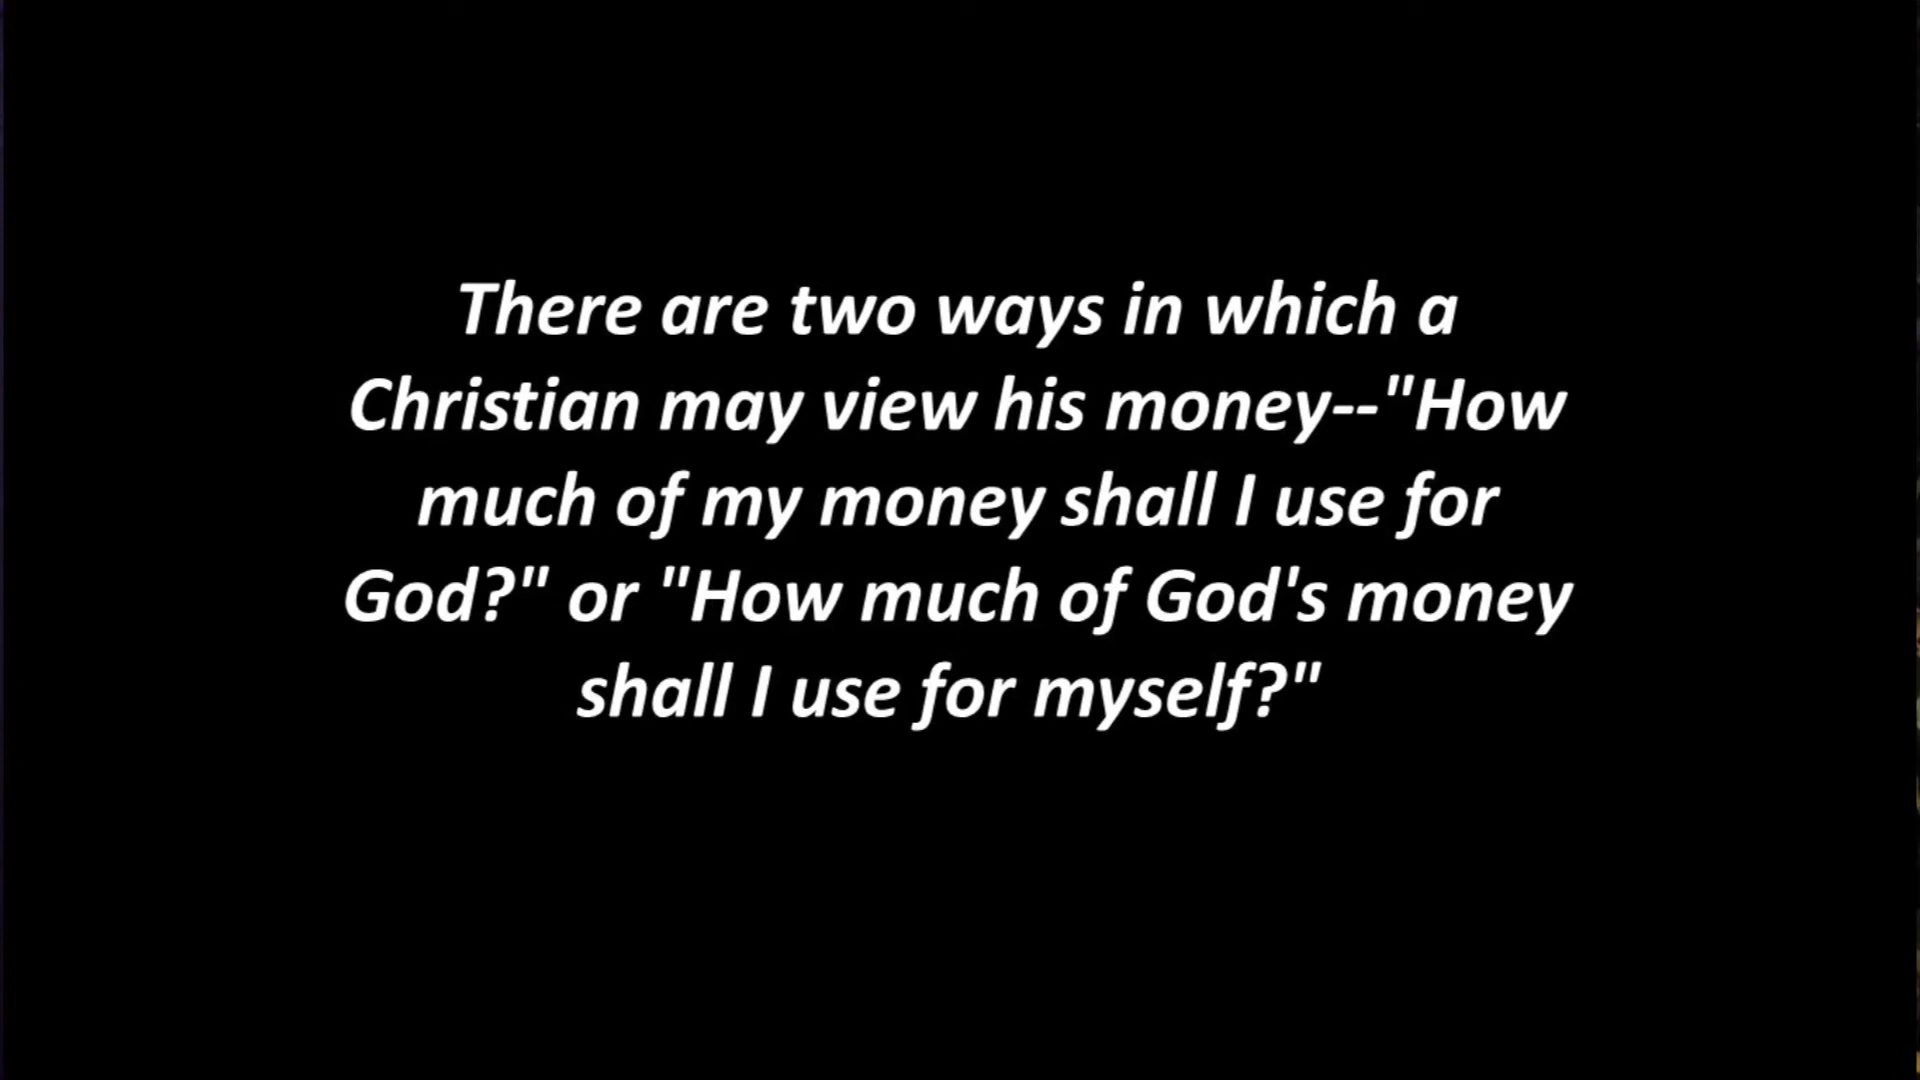 There are two ways in which a
Christian may view his money--"How
much of my money shall I use for
God?" or "How much of God's money
shall I use for myself?"